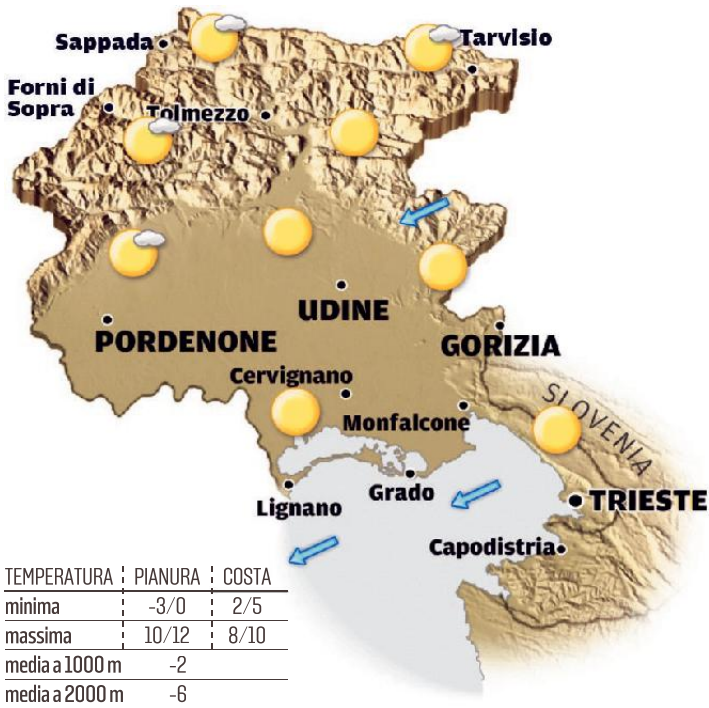 Sappada
Tarvisio
Forni di
Sopra
Tolmezzo
UDINE
PORDENONE
GORIZIA
Cervignano
SLOVENIA
Monfalcone
Grado
Lignano
TRIESTE
Capodistria
TEMPERATURA PIANURA COSTA
minima -3/0 2/5
massima 10/12 8/10
media a 1000 m -2
media a 2000 m -6